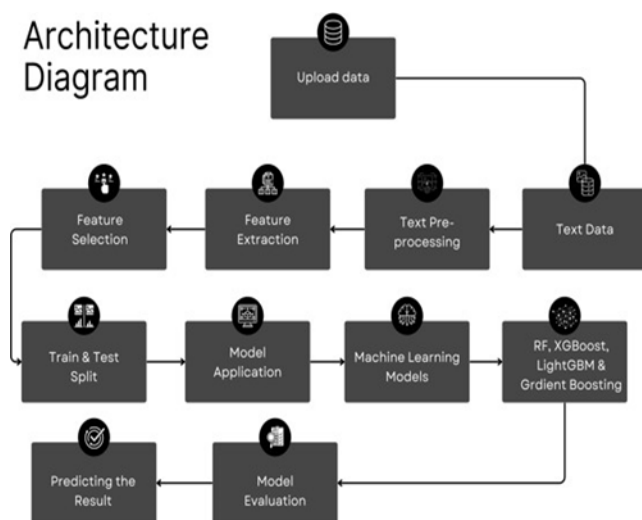 Architecture
Diagram
Upload data
Text Data
Text Pre-
processing
Feature
Extraction
Feature
Selection
Train & Test
Split
Model
Application
Machine Learning
Models
RF, XGBoost,
LightGBM &
Grdient Boosting
Model
Evaluation
Predicting the
Result